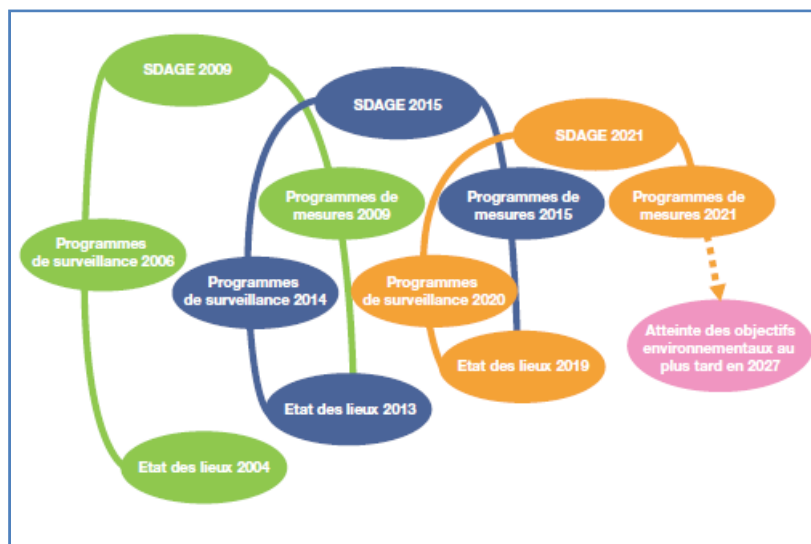 SDAGE 2009
SDAGE 2015
SDAGE 2021
Programmes de
mesures 2009
Programmes de
mesures 2015
Programmes de
mesures 2021
Programmes
de surveillance 2006
Programmes
de surveillance 2014
Programmes
de surveillance 2020
Atteinte des objectifs
environnementaux au
plus tard en 2027
Etat des lieux 2019
Etat des lieux 2013
Etat des lieux 2004